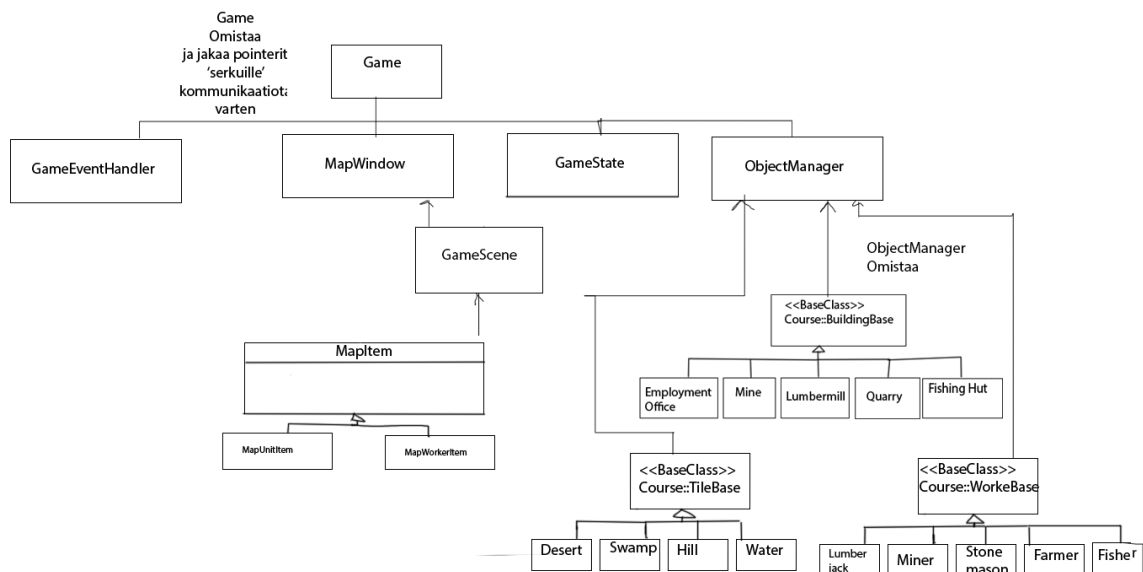 Game
Omistaa
ja jakaa pointerit
'serkuille'
kommunikaatiota
varten
Game
GameEventHandler
MapWindow
GameState
ObjectManager
GameScene
ObjectManager
Omistaa
<<BaseClass>>
Course::BuildingBase
MapItem
Employment
Office
Mine
Lumbermill
Quarry
Fishing Hut
MapUnitItem
MapWorkerItem
<<BaseClass>>
Course::TileBase
<<BaseClass>>
Course::WorkeBase
Desert
Swamp
Hill
Water
Lumber
jack
Miner
Stone
mason
Farmer
Fisher